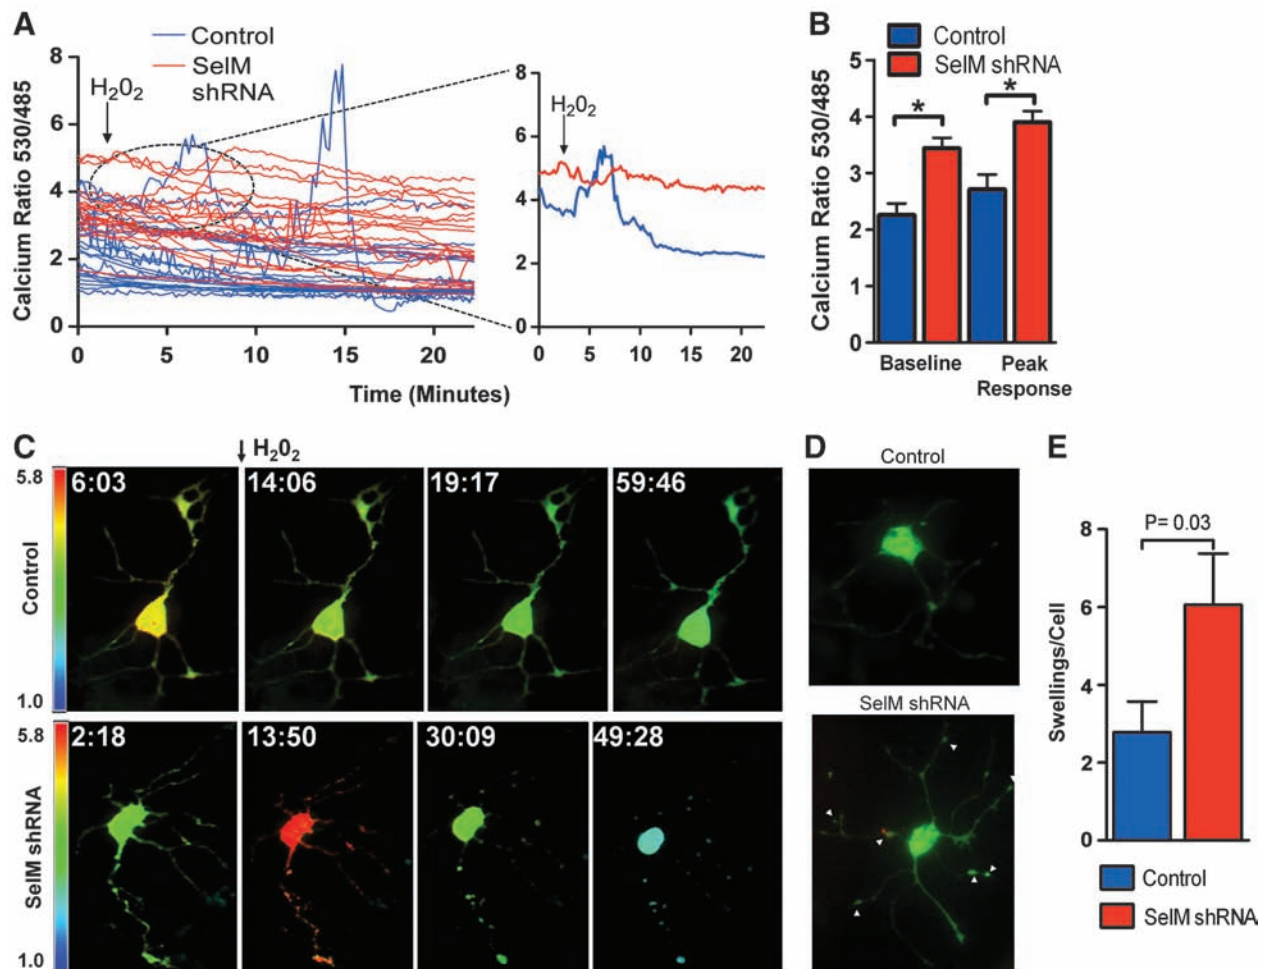 A
Control
SelM
shRNA
H₂0₂
Calcium Ratio 530/485
8
6
4
2
0
0
5
10
15
20
8
6
4
2
0
H₂0₂
0
5
10
15
20
Time (Minutes)
B
Control
SelM shRNA
Calcium Ratio 530/485
5
4
3
2
1
0
*
*
Baseline
Peak
Response
C
H₂0₂
5.8
1.0
Control
6:03
14:06
19:17
59:46
5.8
1.0
SelM shRNA
2:18
13:50
30:09
49:28
D
Control
SelM shRNA
E
P= 0.03
Swellings/Cell
8
6
4
2
0
Control
SelM shRNA